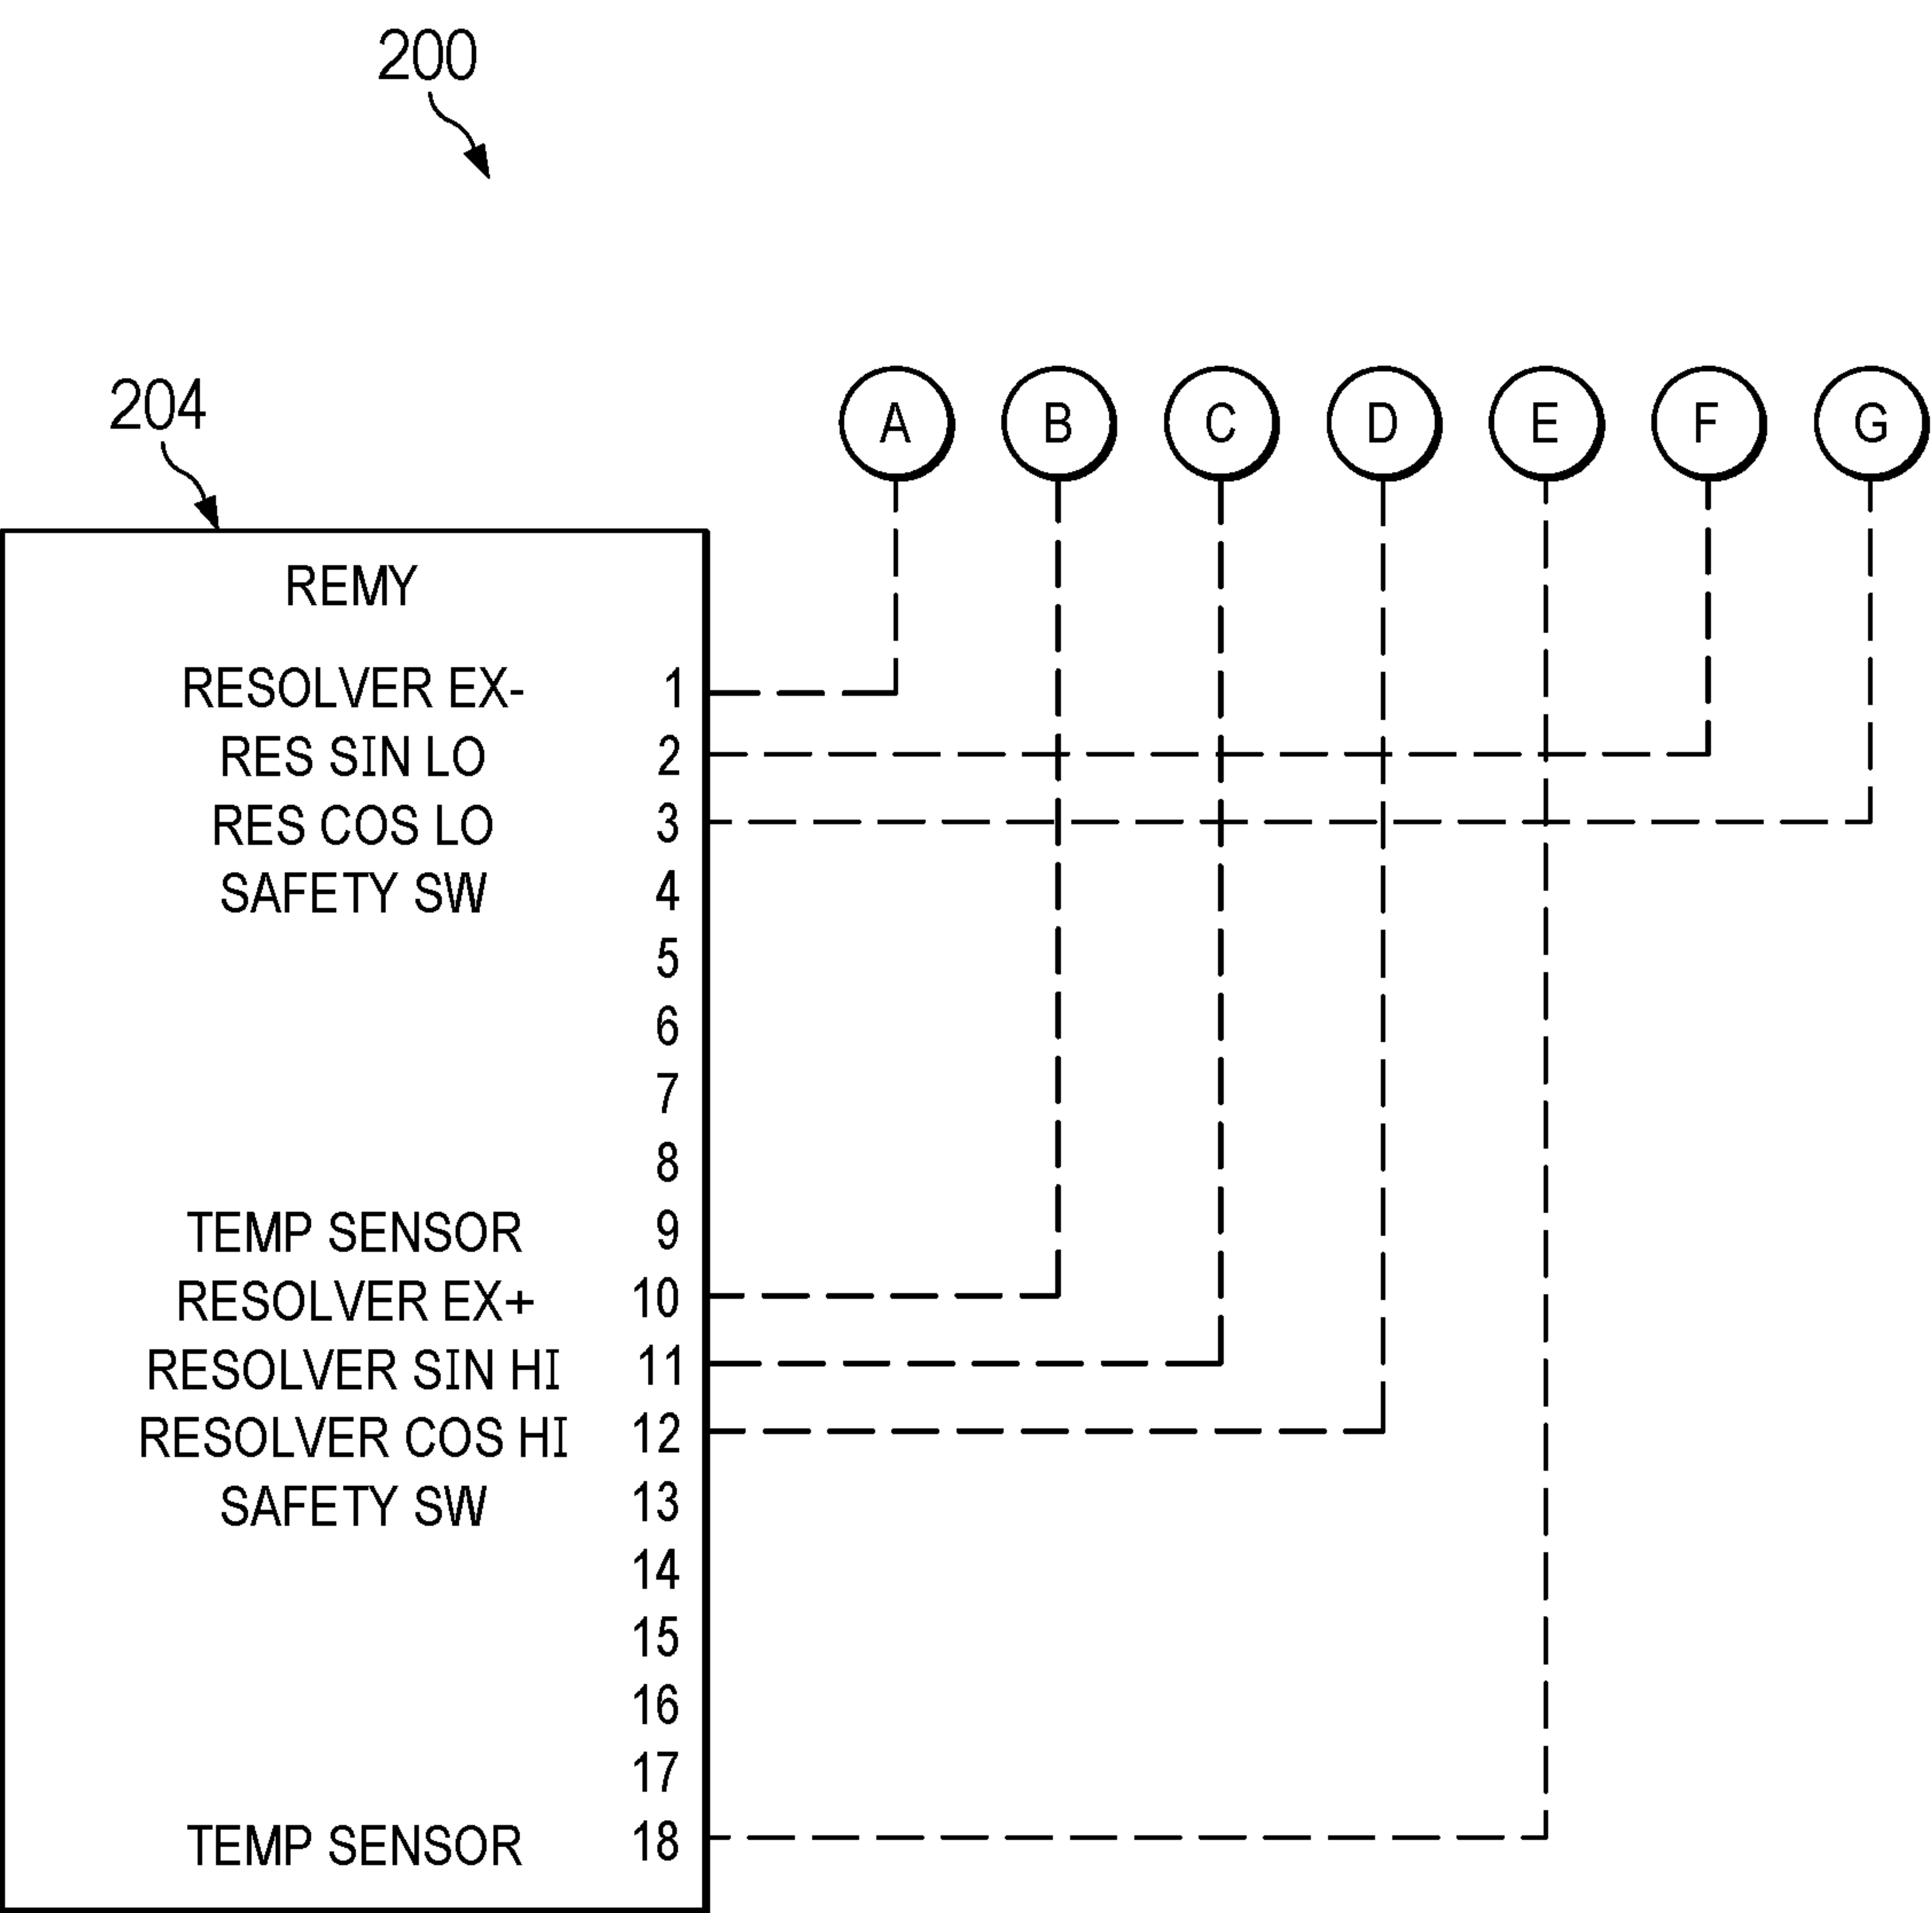 200
204
A B C D E F G
REMY
RESOLVER EX- 1
RES SIN LO 2
RES COS LO 3
SAFETY SW 4
5
6
7
8
TEMP SENSOR 9
RESOLVER EX+ 10
RESOLVER SIN HI 11
RESOLVER COS HI 12
SAFETY SW 13
14
15
16
17
TEMP SENSOR 18